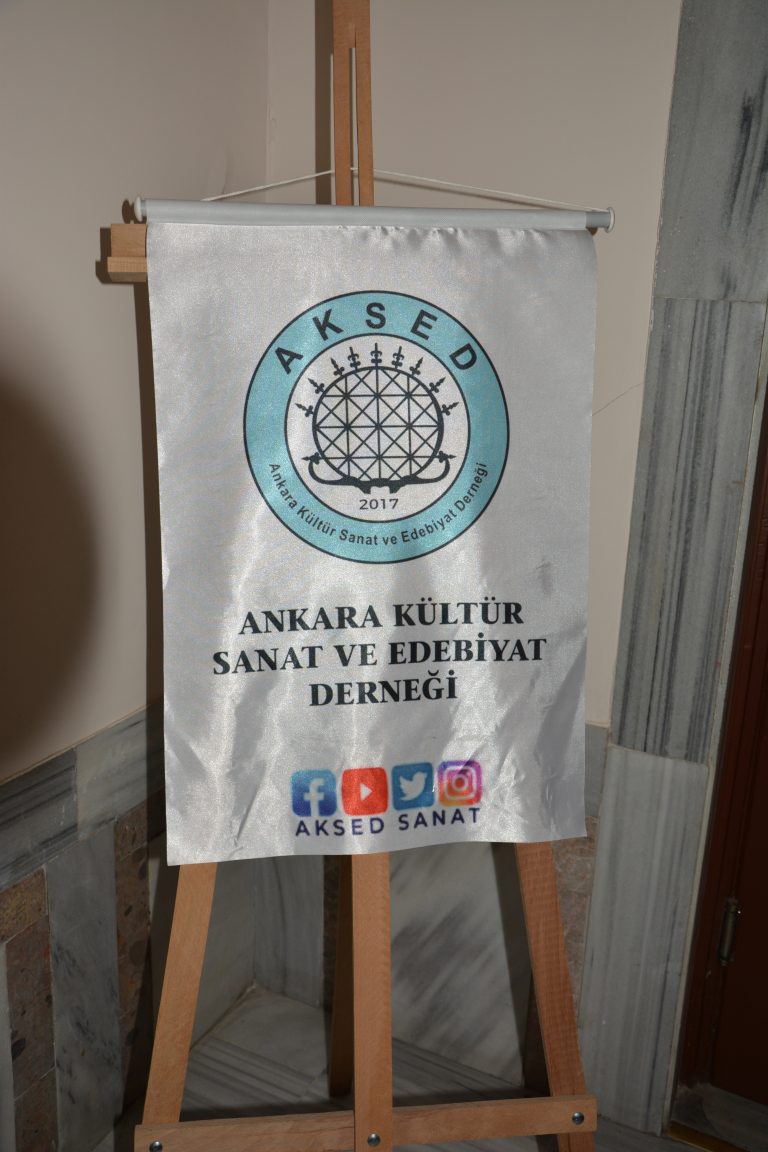 AKSED
2017
Ankara Kültür Sanat ve Edebiyat Derneği
ANKARA KÜLTÜR
SANAT VE EDEBİYAT
DERNEĞİ
AKSED SANAT